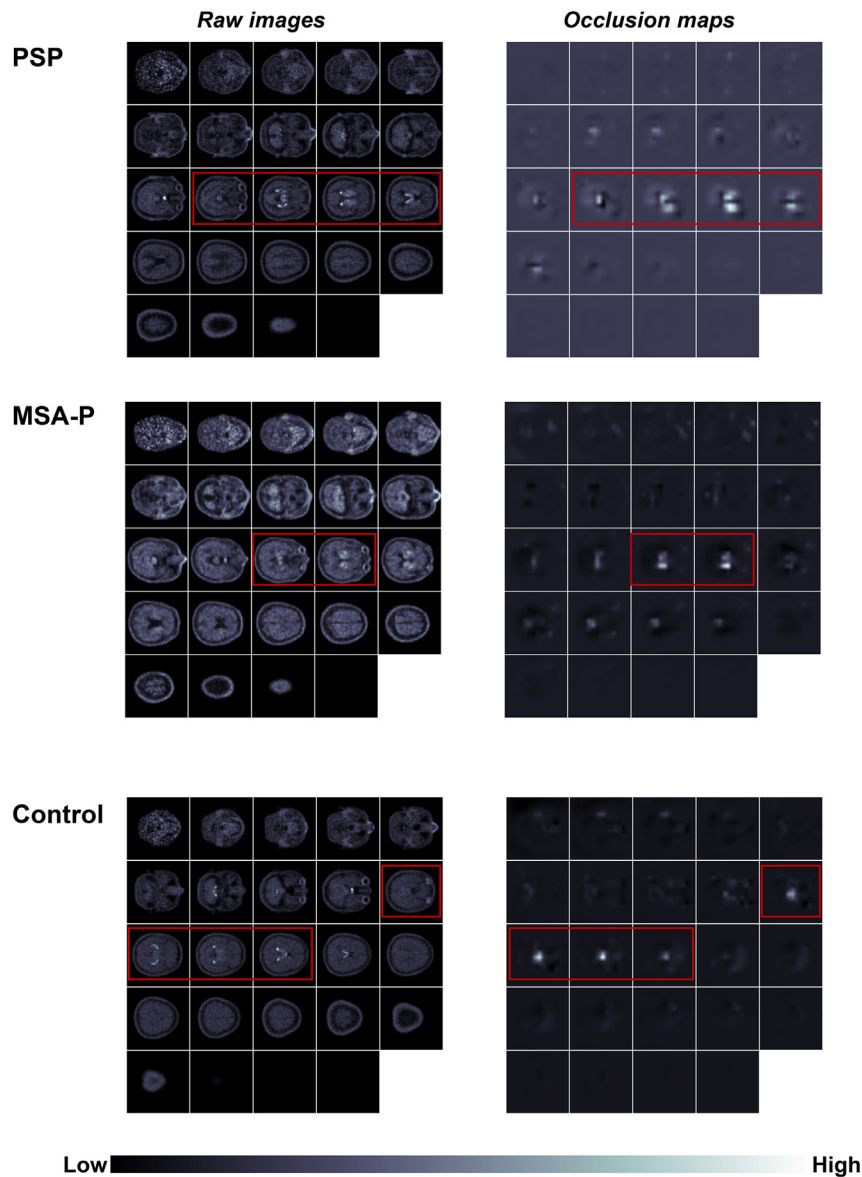 Raw images
Occlusion maps
PSP
MSA-P
Control
Low
High